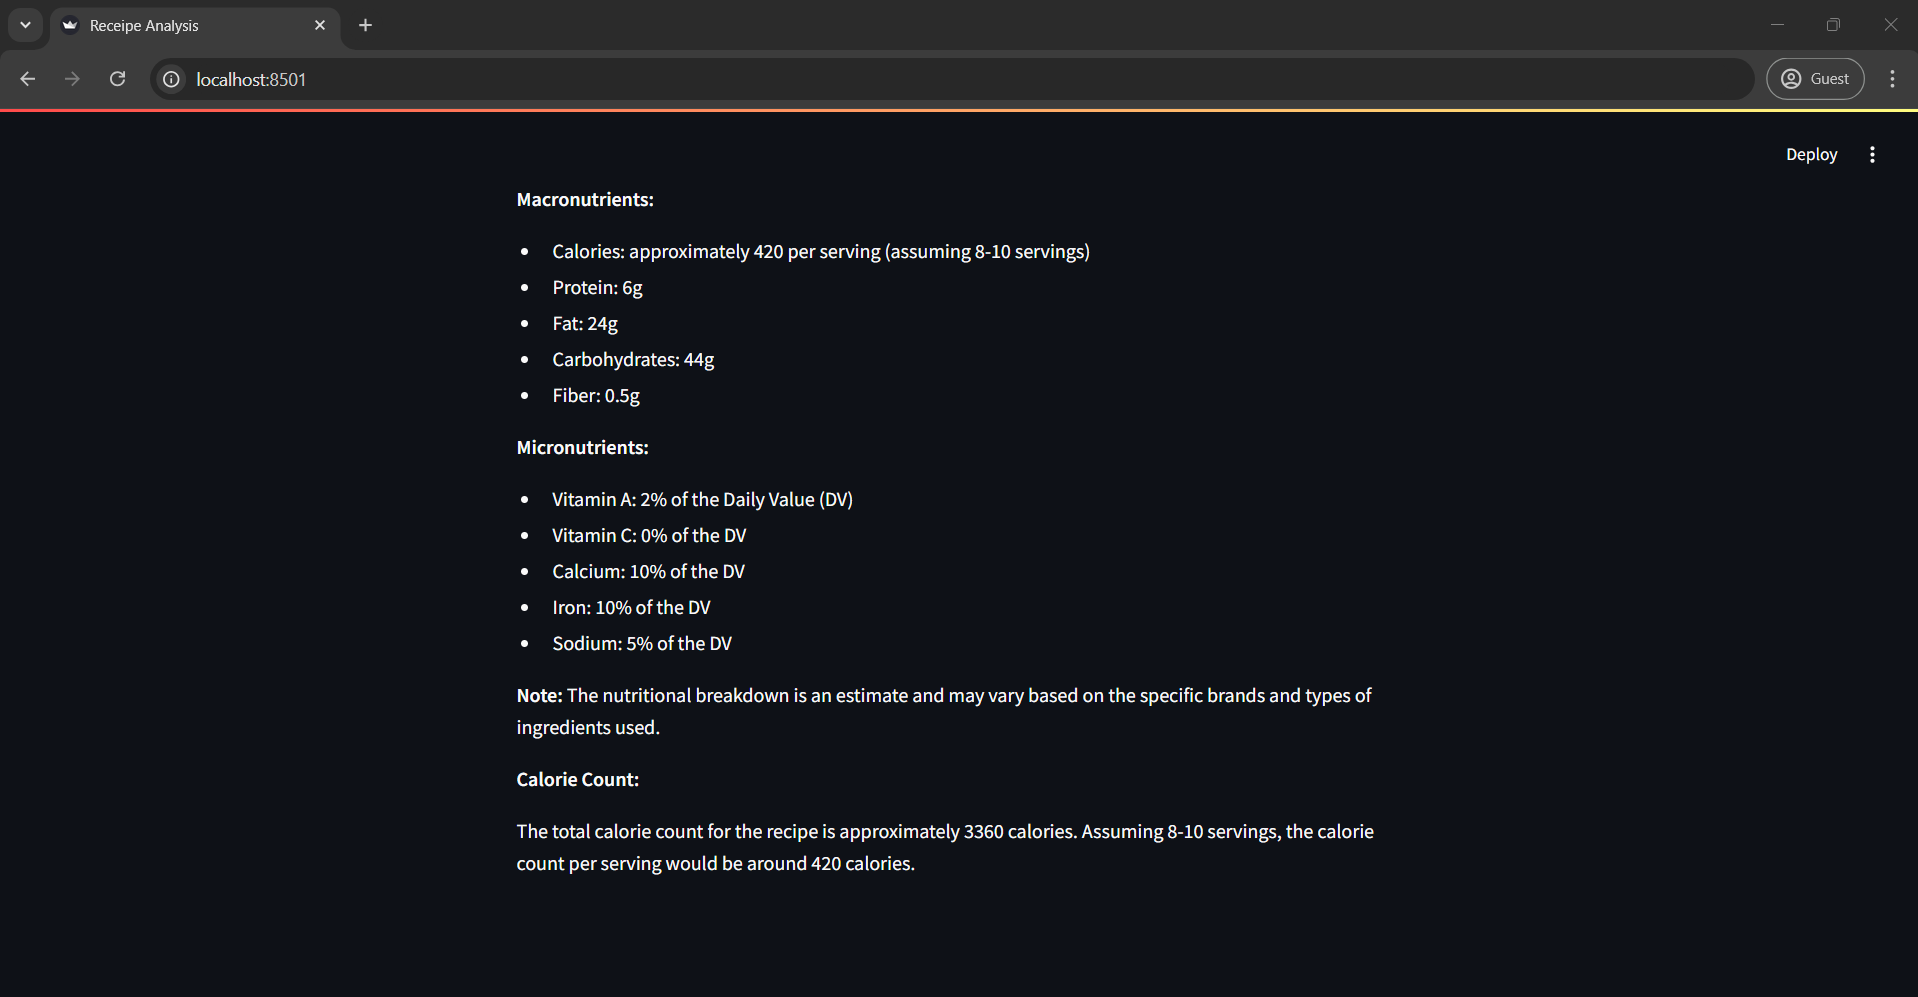 Receipe Analysis
localhost:8501
Guest
Deploy
Macronutrients:
• Calories: approximately 420 per serving (assuming 8-10 servings)
• Protein: 6g
• Fat: 24g
• Carbohydrates: 44g
• Fiber: 0.5g
Micronutrients:
• Vitamin A: 2% of the Daily Value (DV)
• Vitamin C: 0% of the DV
• Calcium: 10% of the DV
• Iron: 10% of the DV
• Sodium: 5% of the DV
Note: The nutritional breakdown is an estimate and may vary based on the specific brands and types of
ingredients used.
Calorie Count:
The total calorie count for the recipe is approximately 3360 calories. Assuming 8-10 servings, the calorie
count per serving would be around 420 calories.